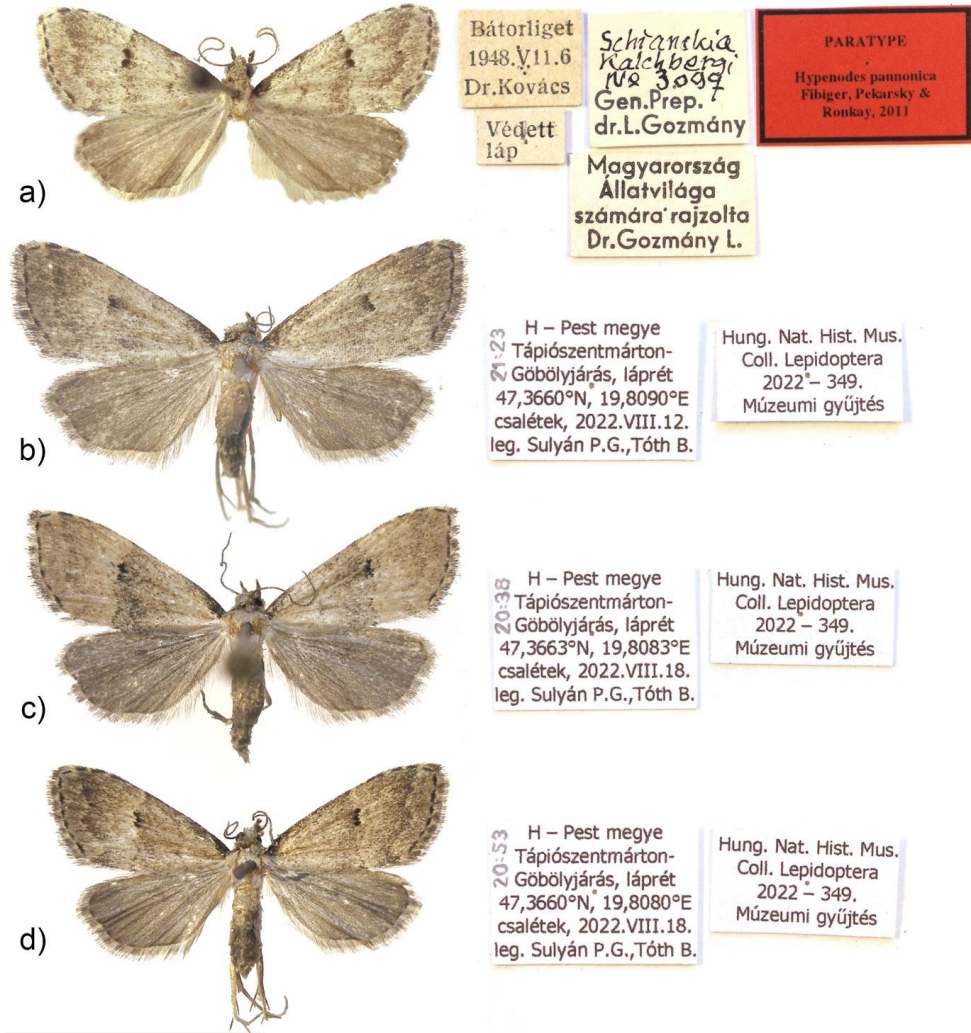 a)
Bátorliget
1948.V.11.6
Dr.Kovács
Védett
láp
Schranskia
Kalchbergi
No 3099
Gen.Prep.
dr.L.Gozmány
Magyarország
Állatvilága
számára rajzolta
Dr.Gozmány L.
PARATYPE
Hypenodes pannonica
Fibiger, Pekarsky &
Ronkay, 2011
b)
21:23
H – Pest megye
Tápiószentmárton-
Göbölyjárás, láprét
47,3660°N, 19,8090°E
csalétek, 2022.VIII.12.
leg. Sulyán P.G.,Tóth B.
Hung. Nat. Hist. Mus.
Coll. Lepidoptera
2022 – 349.
Múzeumi gyűjtés
c)
20:38
H – Pest megye
Tápiószentmárton-
Göbölyjárás, láprét
47,3663°N, 19,8083°E
csalétek, 2022.VIII.18.
leg. Sulyán P.G.,Tóth B.
Hung. Nat. Hist. Mus.
Coll. Lepidoptera
2022 – 349.
Múzeumi gyűjtés
d)
20:53
H – Pest megye
Tápiószentmárton-
Göbölyjárás, láprét
47,3660°N, 19,8080°E
csalétek, 2022.VIII.18.
leg. Sulyán P.G.,Tóth B.
Hung. Nat. Hist. Mus.
Coll. Lepidoptera
2022 – 349.
Múzeumi gyűjtés